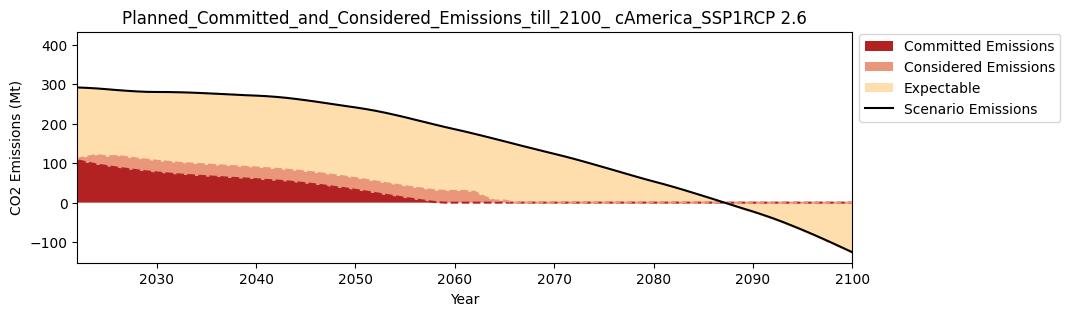 Planned_Committed_and_Considered_Emissions_till_2100_ cAmerica_SSP1RCP 2.6
CO2 Emissions (Mt)
400
300
200
100
0
−100
2030
2040
2050
2060
2070
2080
2090
2100
Year
Committed Emissions
Considered Emissions
Expectable
Scenario Emissions